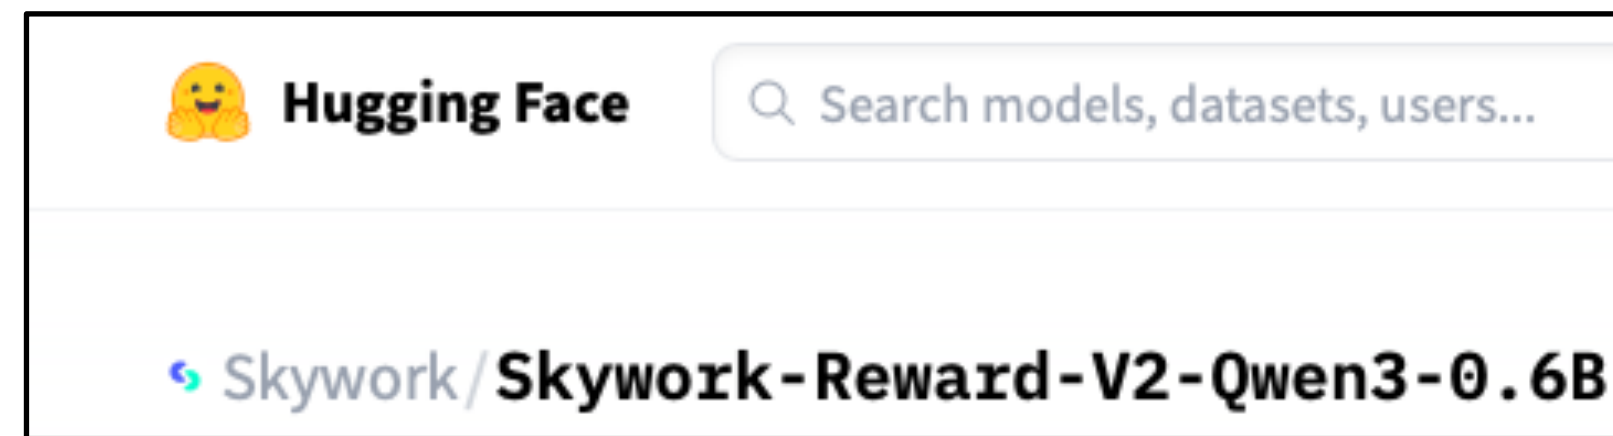 Hugging Face Search models, datasets, users...
Skywork/Skywork-Reward-V2-Qwen3-0.6B